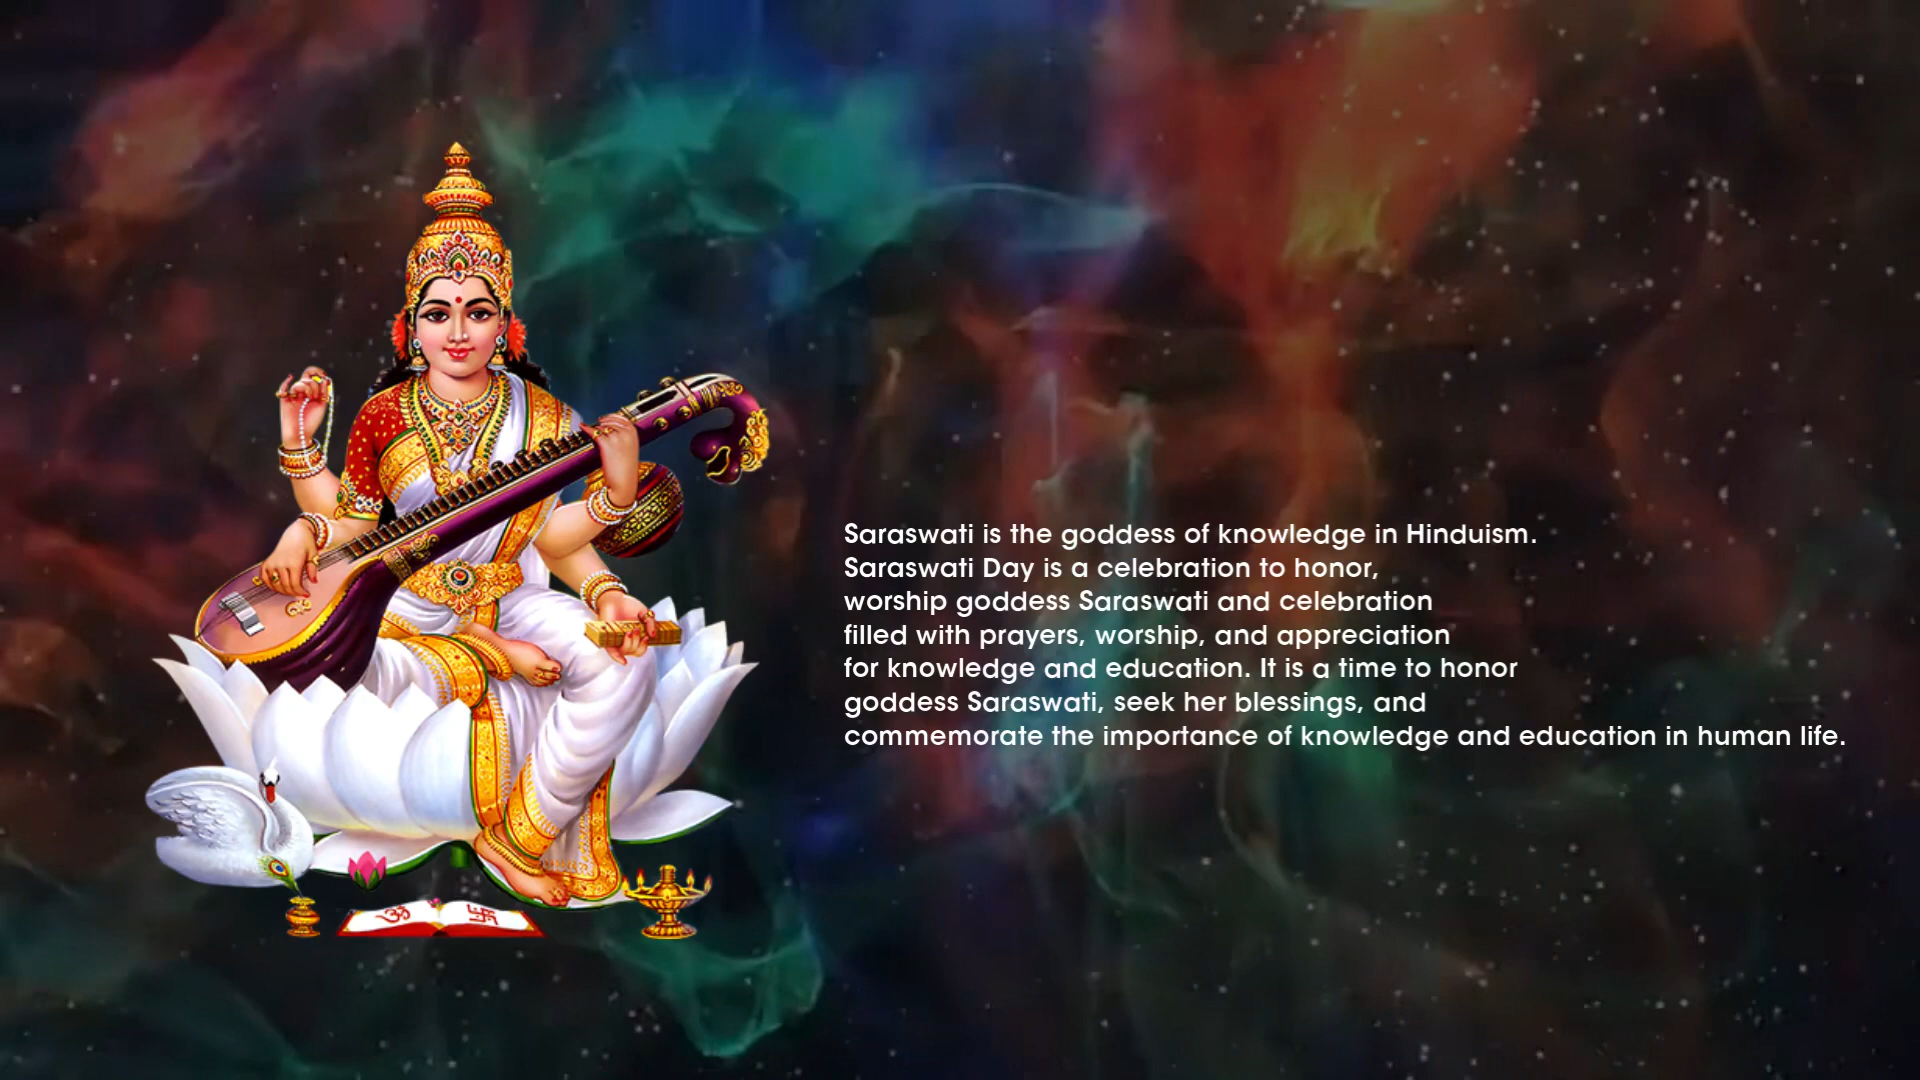 Saraswati is the goddess of knowledge in Hinduism.
Saraswati Day is a celebration to honor,
worship goddess Saraswati and celebration
filled with prayers, worship, and appreciation
for knowledge and education. It is a time to honor
goddess Saraswati, seek her blessings, and
commemorate the importance of knowledge and education in human life.
ॐ 卐